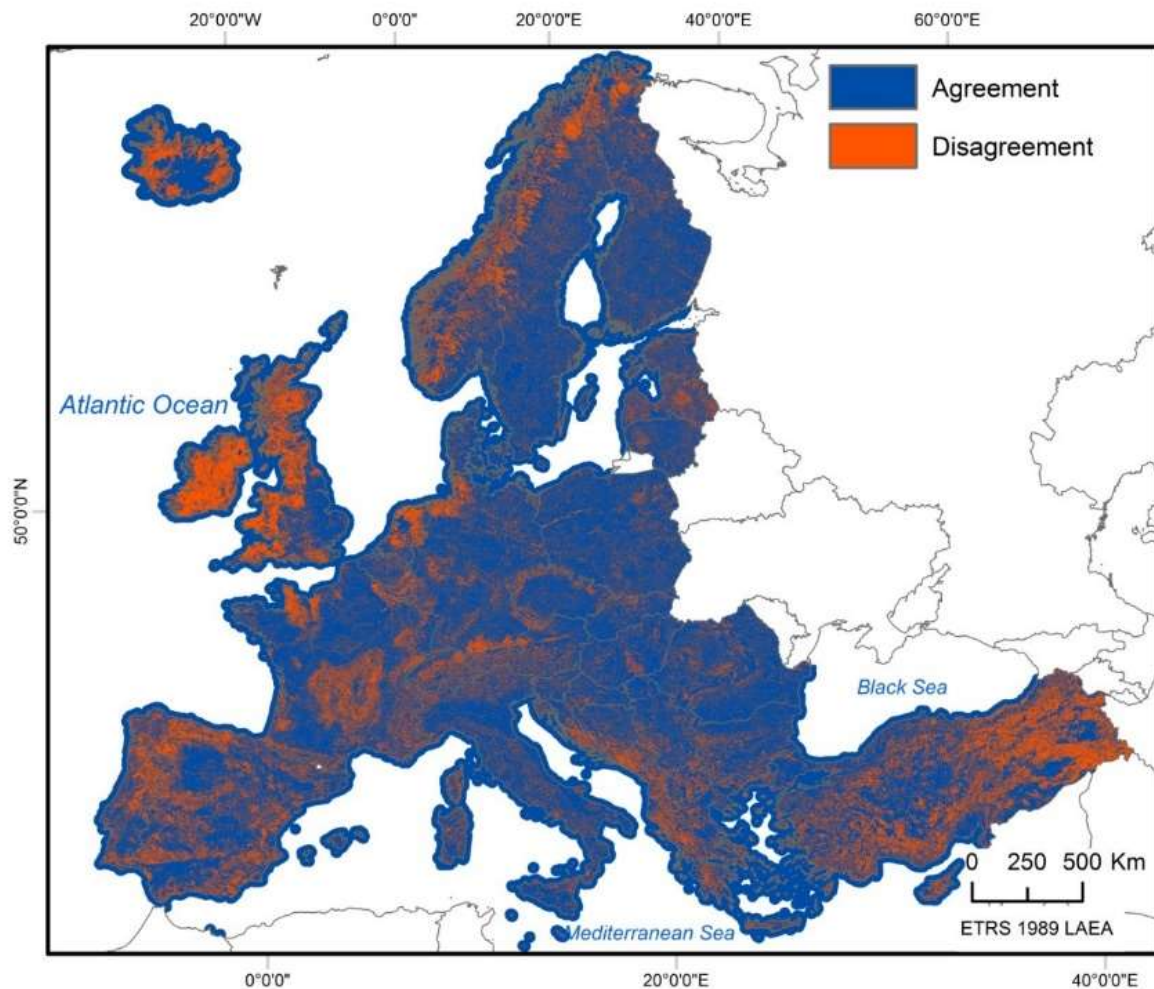 20°0'0"W 0°0'0"E 20°0'0"E 40°0'0"E 60°0'0"E
Agreement
Disagreement
Atlantic Ocean
50°0'0"N
Black Sea
0 250 500 Km
ETRS 1989 LAEA
Mediterranean Sea
0°0'0" 20°0'0"E 40°0'0"E